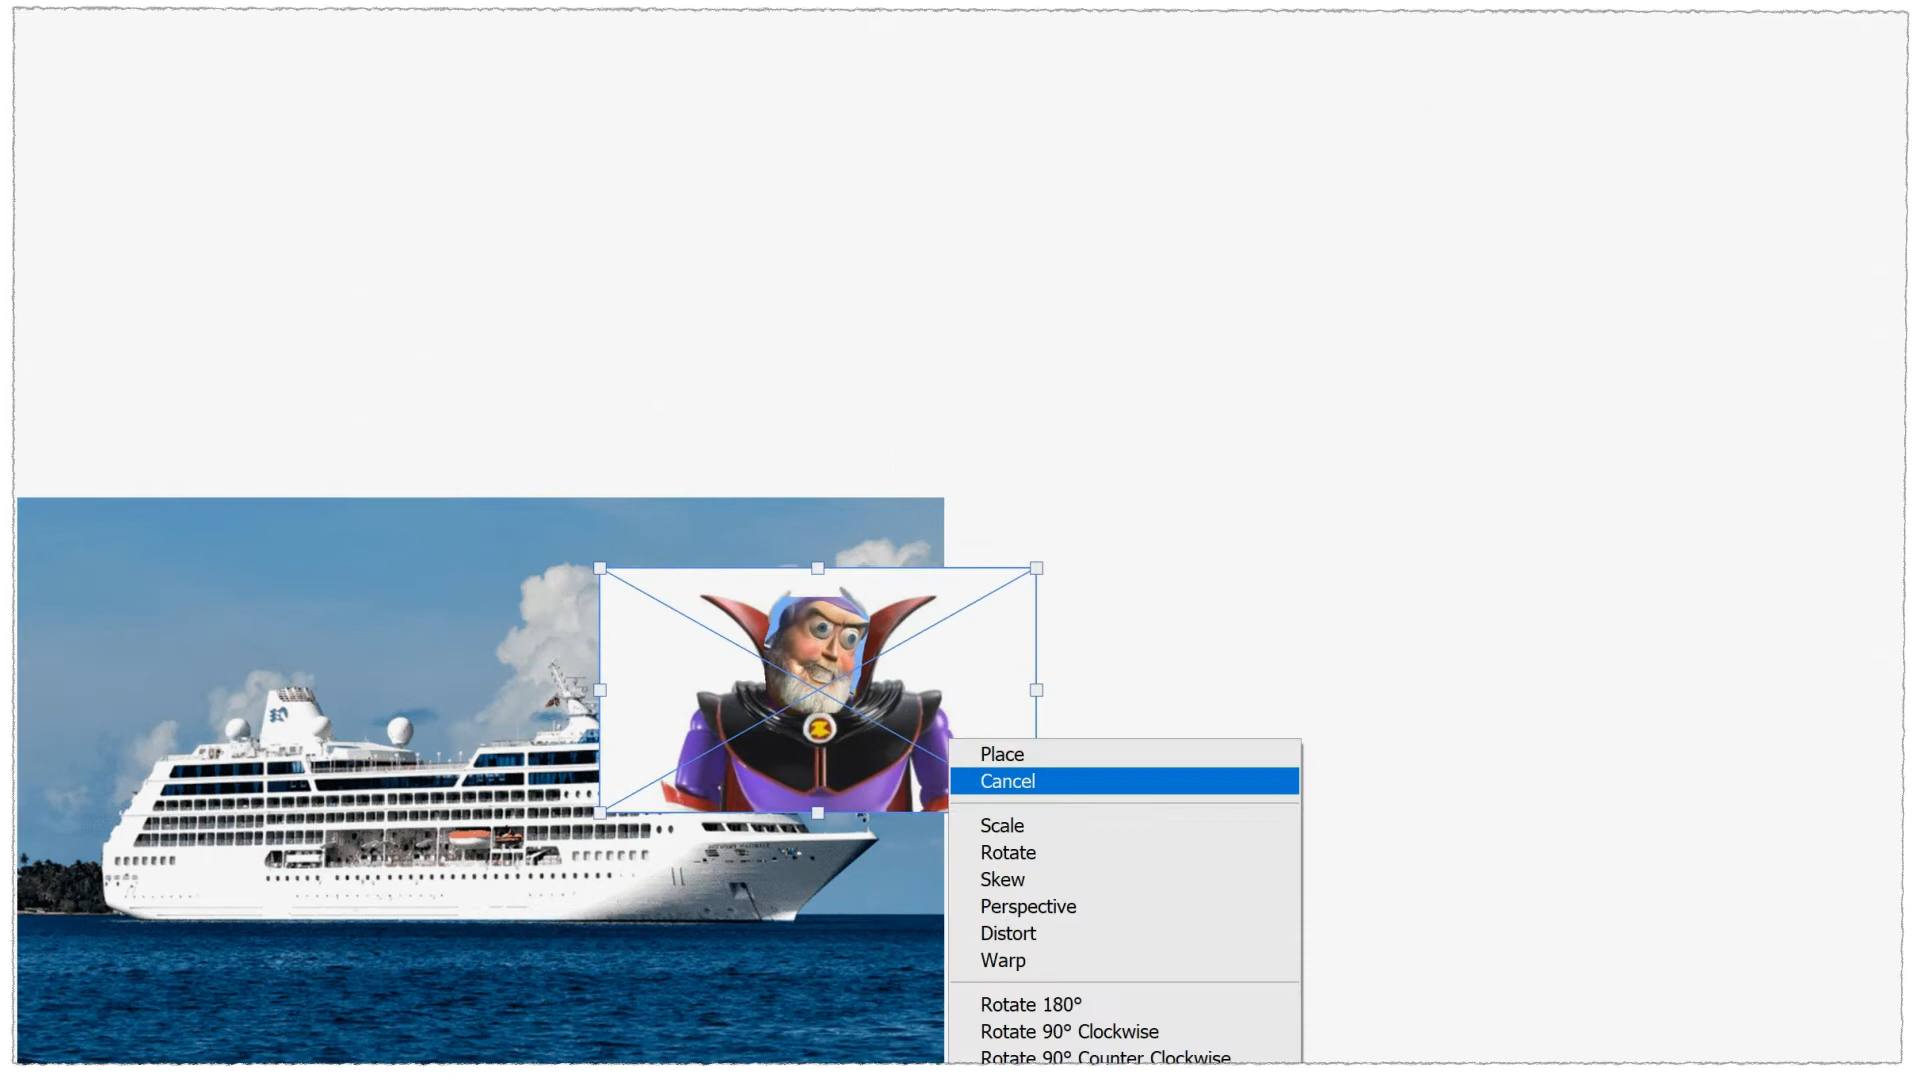 Place
Cancel
Scale
Rotate
Skew
Perspective
Distort
Warp
Rotate 180°
Rotate 90° Clockwise
Rotate 90° Counter Clockwise